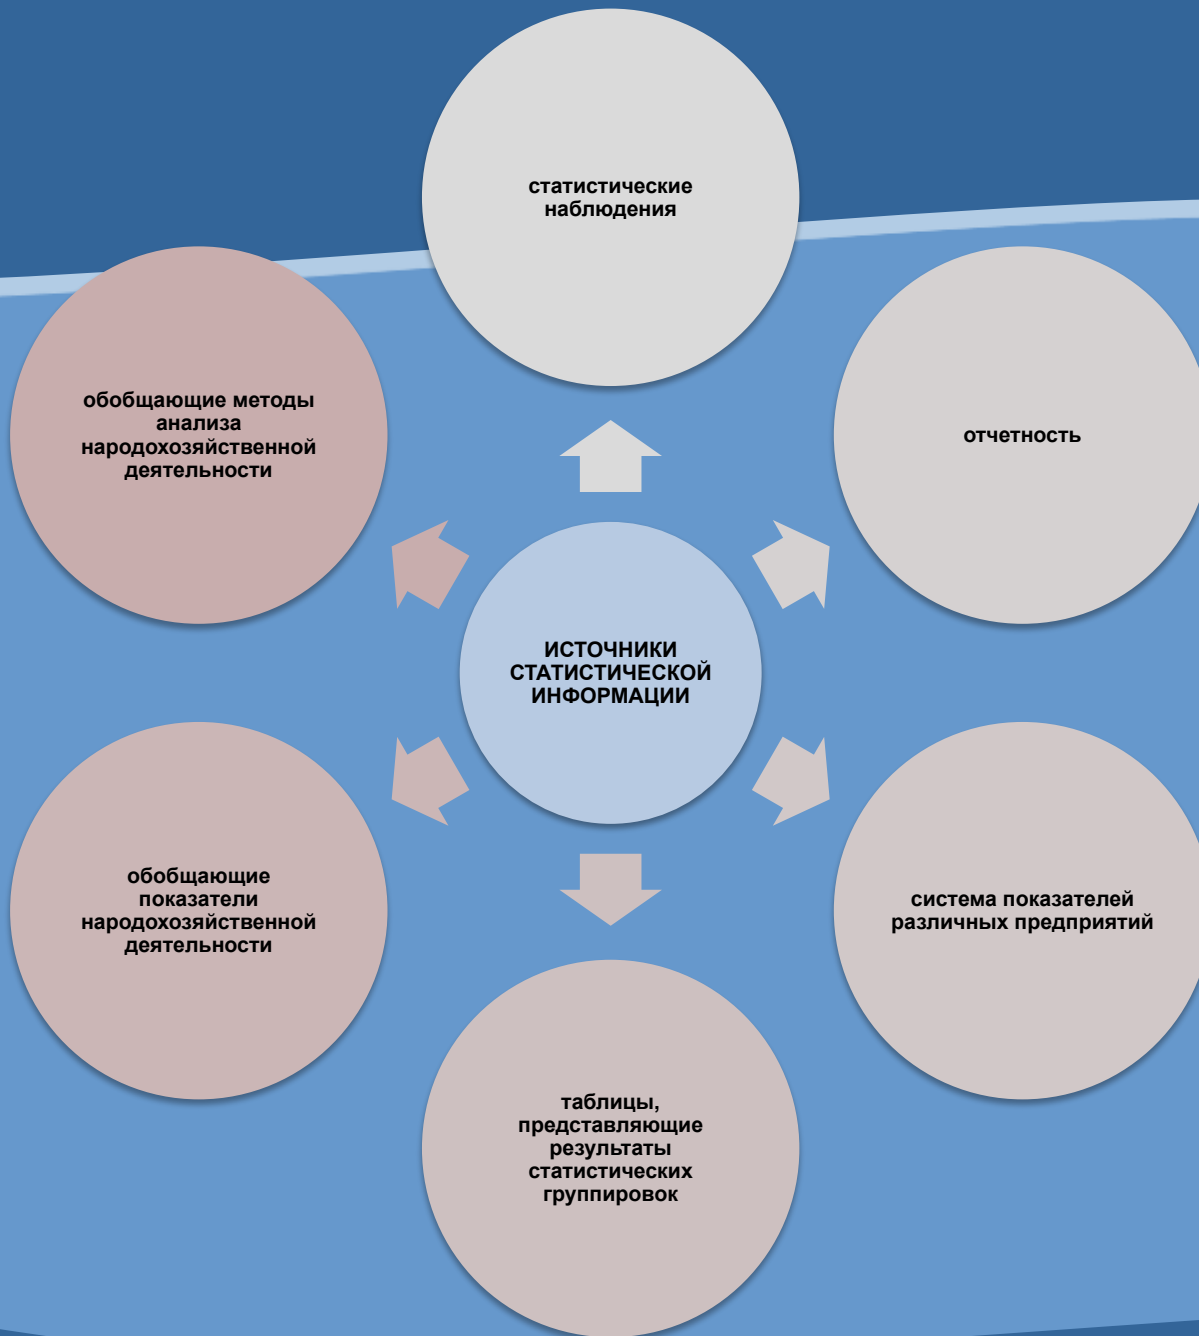 статистические
наблюдения
обобщающие методы
анализа
народохозяйственной
деятельности
отчетность
ИСТОЧНИКИ
СТАТИСТИЧЕСКОЙ
ИНФОРМАЦИИ
обобщающие
показатели
народохозяйственной
деятельности
система показателей
различных предприятий
таблицы,
представляющие
результаты
статистических
группировок